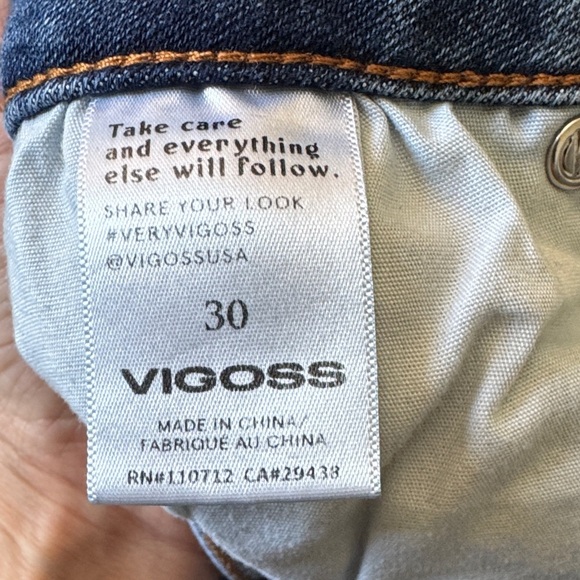 Take care
and everything
else will follow.
SHARE YOUR LOOK
#VERYVIGOSS
@VIGOSSUSA
30
VIGOSS
MADE IN CHINA/
FABRIQUE AU CHINA
RN#110712 CA#29438